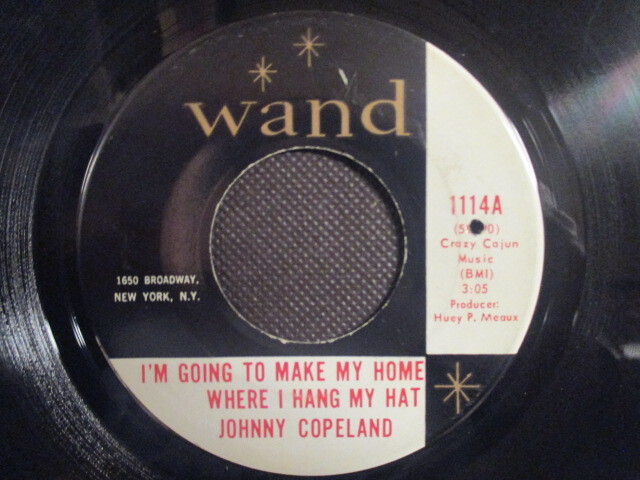 wand
1114A
Crazy Cajun
Music
(BMI)
3:05
Producer:
Huey P. Meaux
1650 BROADWAY,
NEW YORK, N.Y.
I'M GOING TO MAKE MY HOME
WHERE I HANG MY HAT
JOHNNY COPELAND